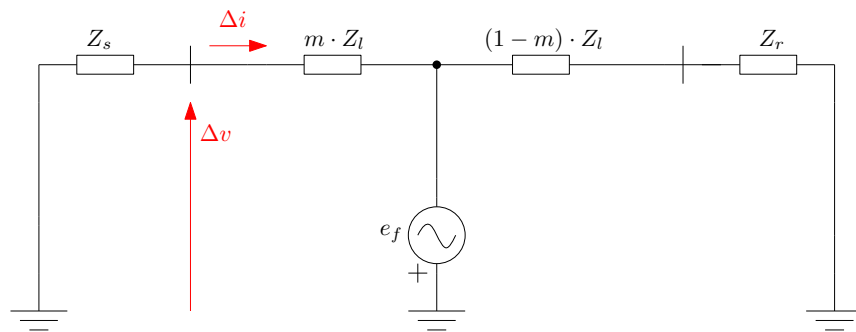 Δi
Z_s
m · Z_l
(1 − m) · Z_l
Z_r
Δv
e_f
+